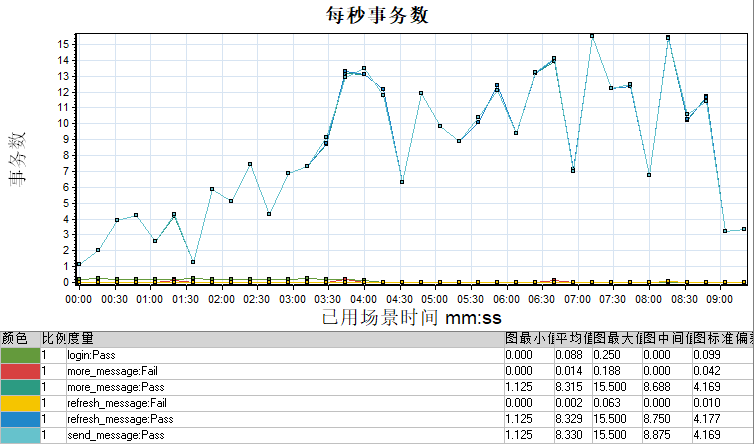 每秒事务数
事务数
15
14
13
12
11
10
9
8
7
6
5
4
3
2
1
0
00:00 00:30 01:00 01:30 02:00 02:30 03:00 03:30 04:00 04:30 05:00 05:30 06:00 06:30 07:00 07:30 08:00 08:30 09:00
已用场景时间 mm:ss
颜色 比例 度量 图最小值 平均值 图最大值 图中间值 图标准偏差
1 login:Pass 0.000 0.088 0.250 0.000 0.099
1 more_message:Fail 0.000 0.014 0.188 0.000 0.042
1 more_message:Pass 1.125 8.315 15.500 8.688 4.169
1 refresh_message:Fail 0.000 0.002 0.063 0.000 0.010
1 refresh_message:Pass 1.125 8.329 15.500 8.750 4.177
1 send_message:Pass 1.125 8.330 15.500 8.875 4.169